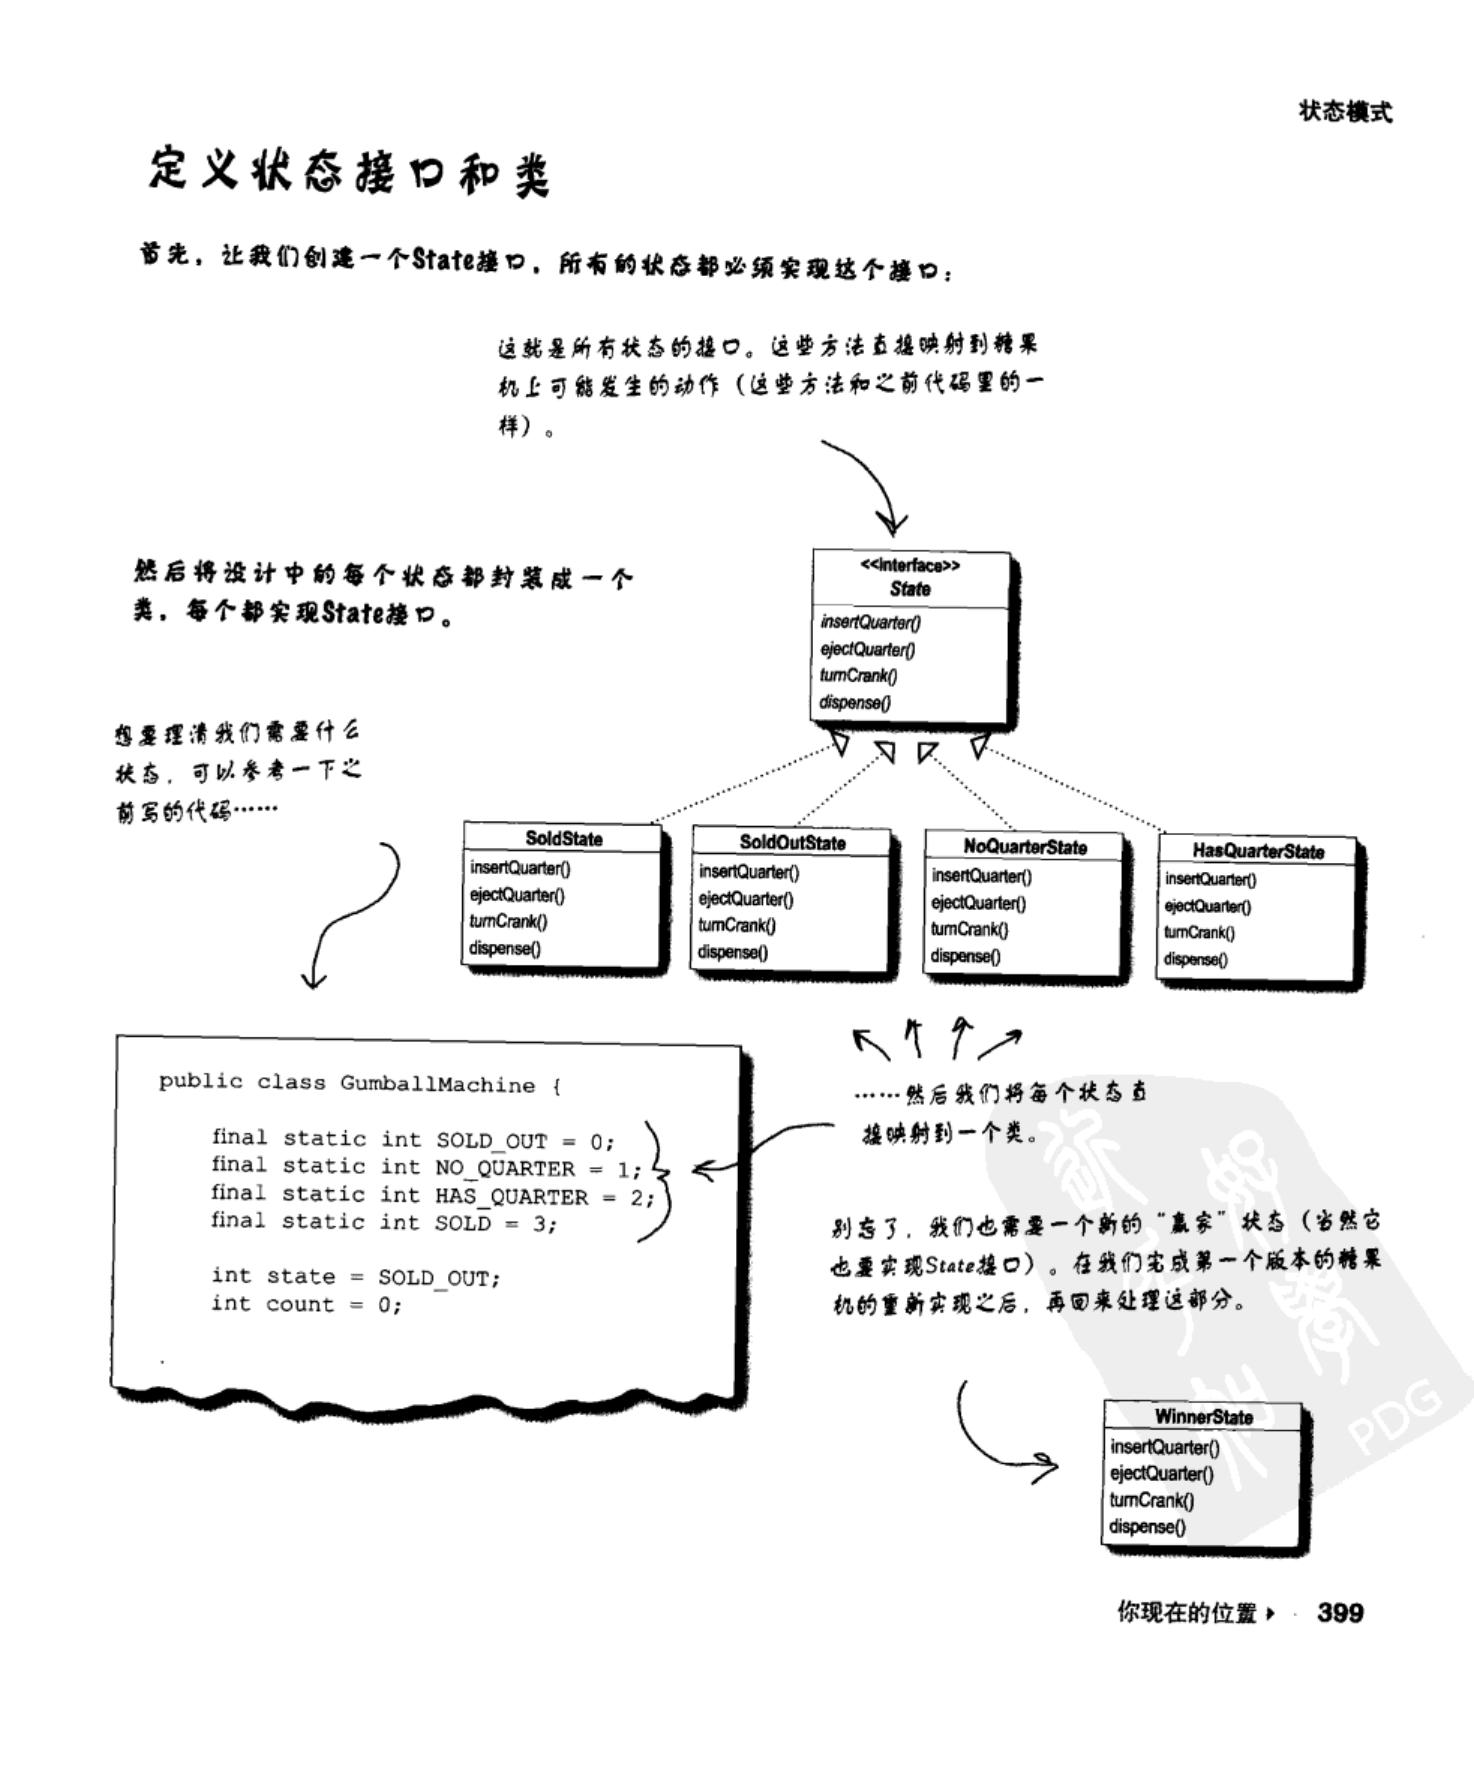 状态模式
定义状态接口和类
首先，让我们创建一个State接口，所有的状态都必须实现这个接口：
这就是所有状态的接口。这些方法直接映射到糖果
机上可能发生的动作（这些方法和之前代码里的一
样）。
然后将设计中的每个状态都封装成一个
类，每个都实现State接口。
<<interface>>
State
insertQuarter()
ejectQuarter()
turnCrank()
dispense()
想要理清我们需要什么
状态，可以参考一下之
前写的代码……
SoldState
insertQuarter()
ejectQuarter()
turnCrank()
dispense()
SoldOutState
insertQuarter()
ejectQuarter()
turnCrank()
dispense()
NoQuarterState
insertQuarter()
ejectQuarter()
turnCrank()
dispense()
HasQuarterState
insertQuarter()
ejectQuarter()
turnCrank()
dispense()
public class GumballMachine {
final static int SOLD_OUT = 0;
final static int NO_QUARTER = 1;
final static int HAS_QUARTER = 2;
final static int SOLD = 3;
int state = SOLD_OUT;
int count = 0;
……然后我们将每个状态直
接映射到一个类。
别忘了，我们也需要一个新的“赢家”状态（当然它
也要实现State接口）。在我们完成第一个版本的糖果
机的重新实现之后，再回来处理这部分。
WinnerState
insertQuarter()
ejectQuarter()
turnCrank()
dispense()
PDG
你现在的位置 399